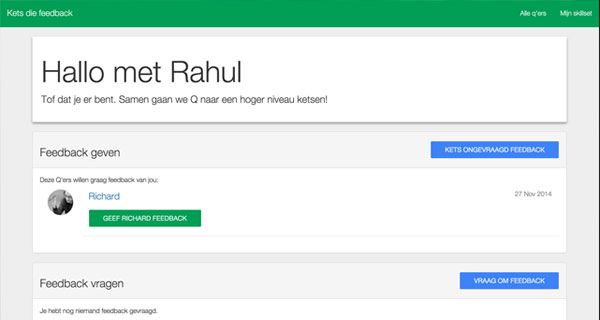 Kets die feedback
Alle q'ers
Mijn skillset
Hallo met Rahul
Tof dat je er bent. Samen gaan we Q naar een hoger niveau ketsen!
Feedback geven
KETS ONGEVRAAGD FEEDBACK
Deze Q'ers willen graag feedback van jou:
Richard
27 Nov 2014
GEEF RICHARD FEEDBACK
Feedback vragen
VRAAG OM FEEDBACK
Je hebt nog niemand feedback gevraagd.